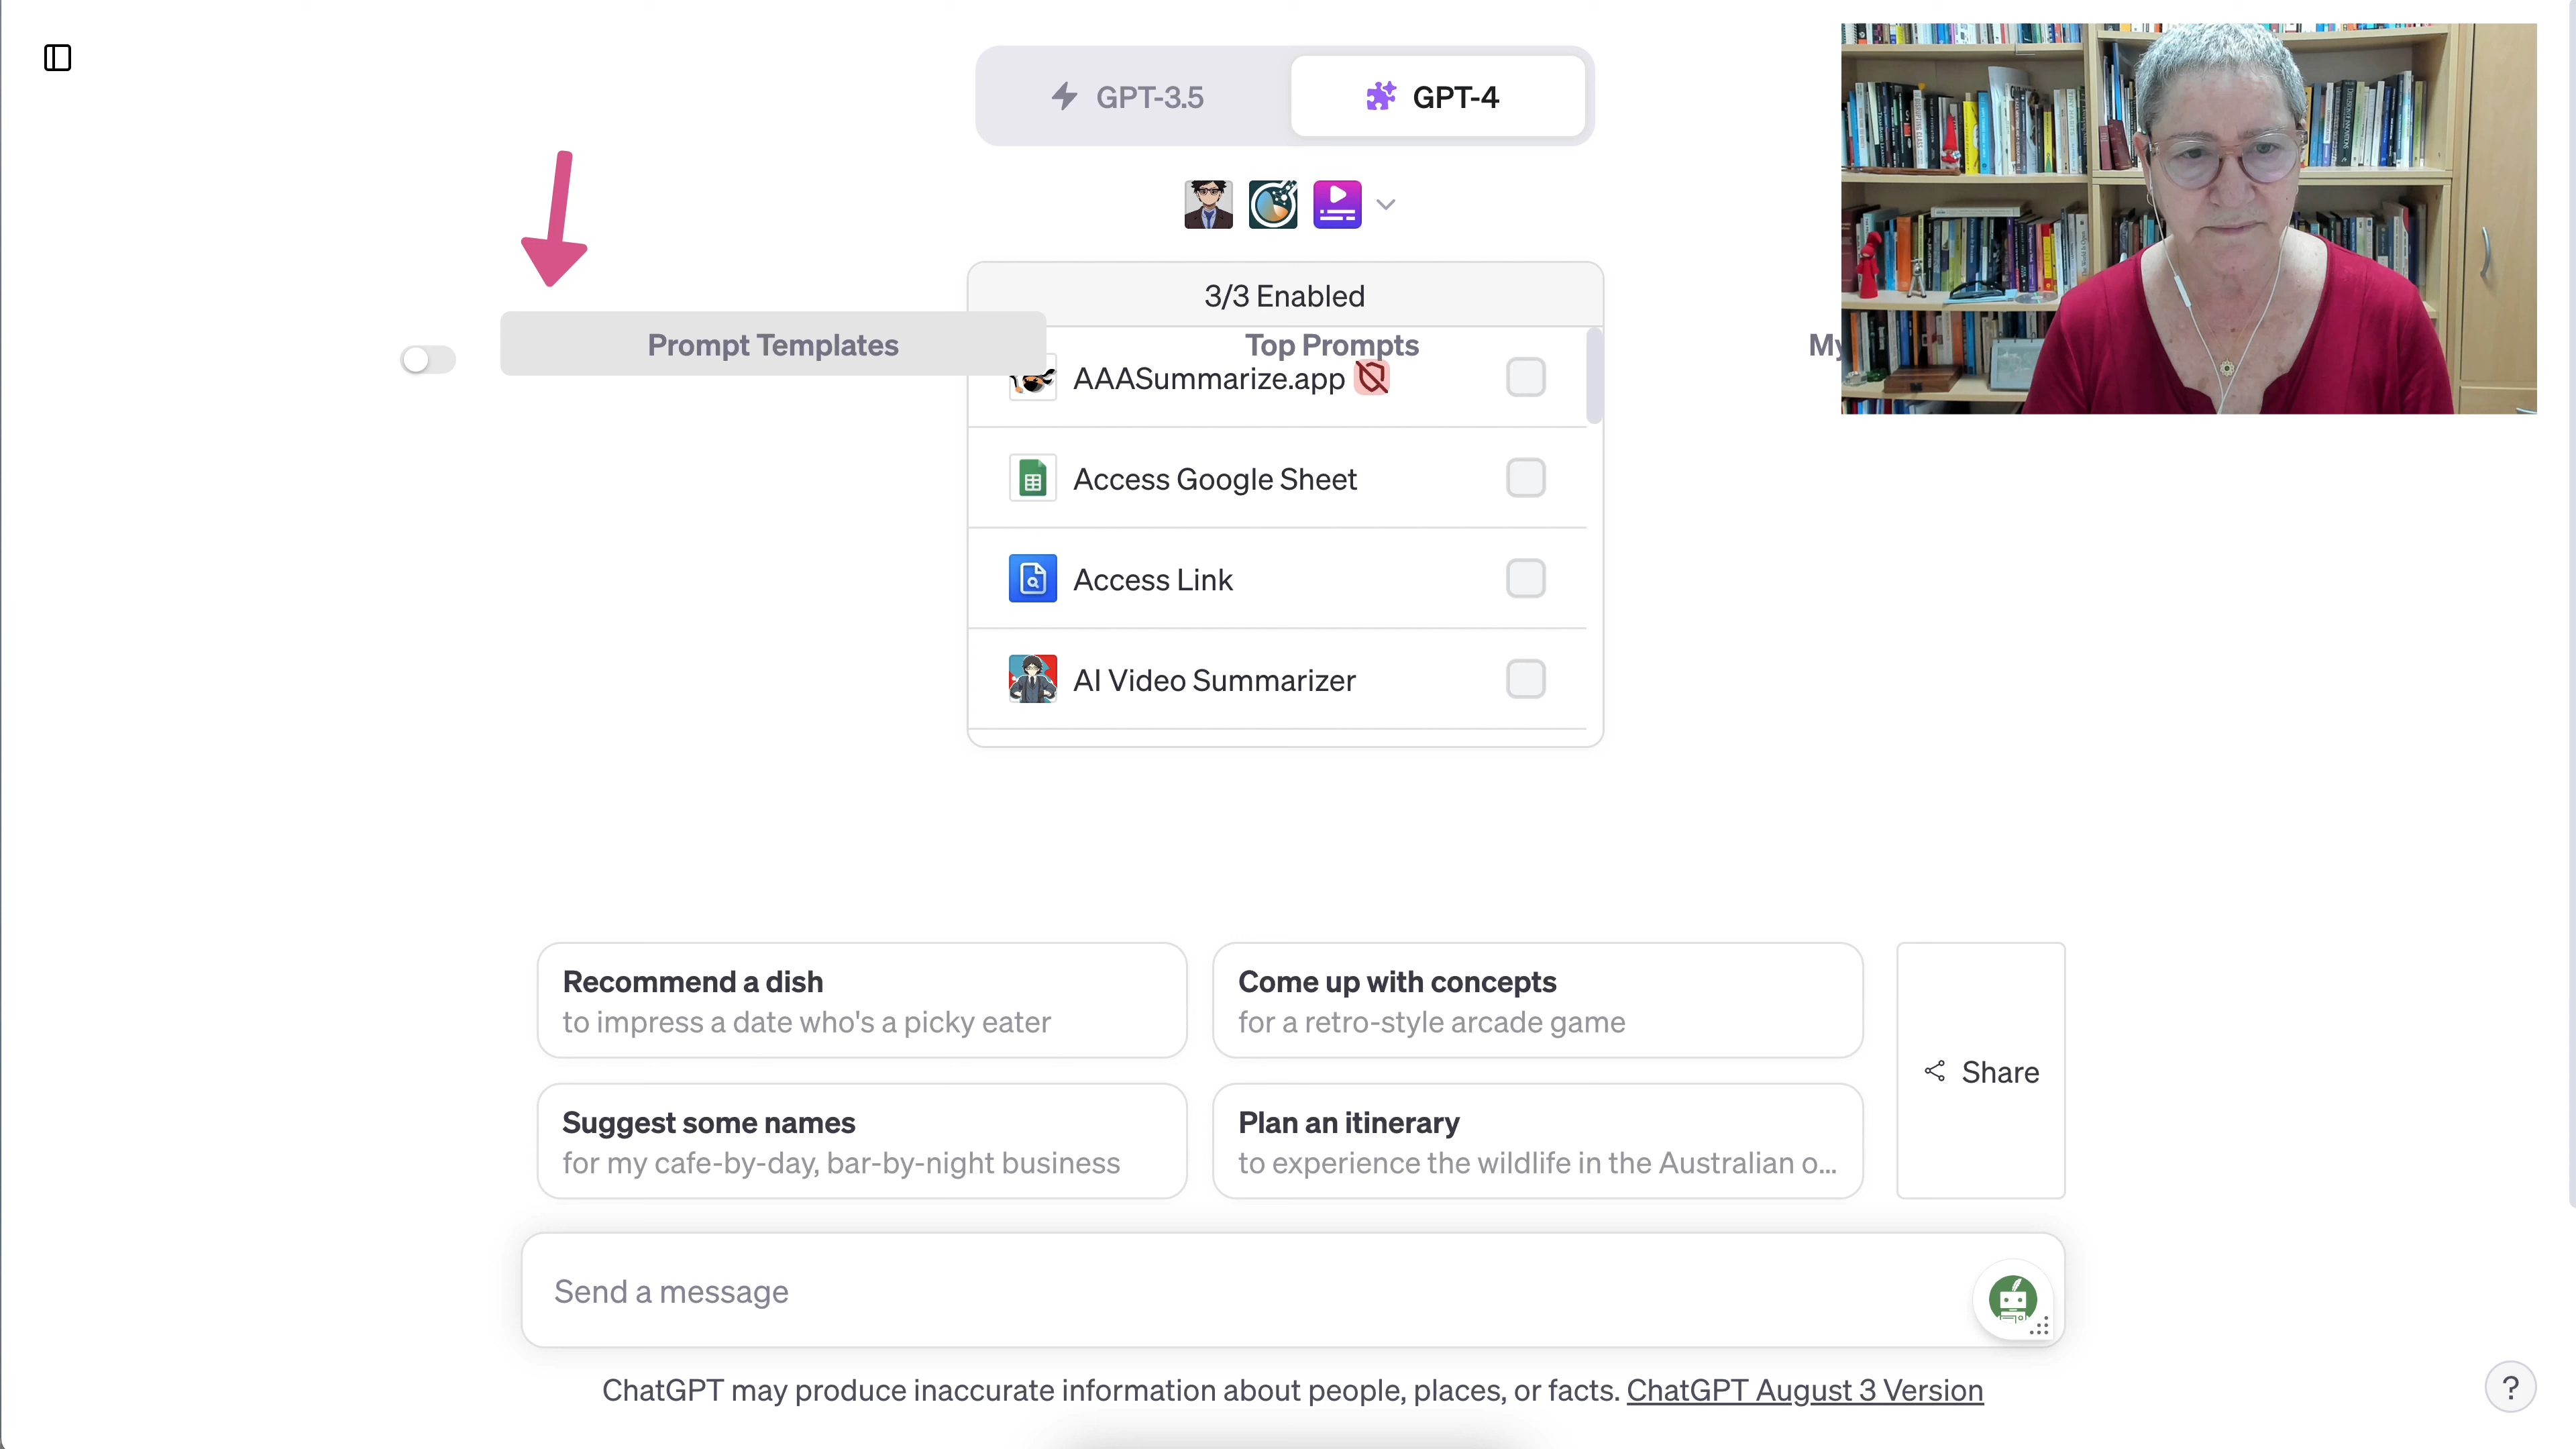 GPT-3.5
GPT-4
3/3 Enabled
Prompt Templates
Top Prompts
My
AAASummarize.app
Access Google Sheet
Access Link
AI Video Summarizer
Recommend a dish
to impress a date who's a picky eater
Come up with concepts
for a retro-style arcade game
Share
Suggest some names
for my cafe-by-day, bar-by-night business
Plan an itinerary
to experience the wildlife in the Australian o...
Send a message
ChatGPT may produce inaccurate information about people, places, or facts. ChatGPT August 3 Version
?